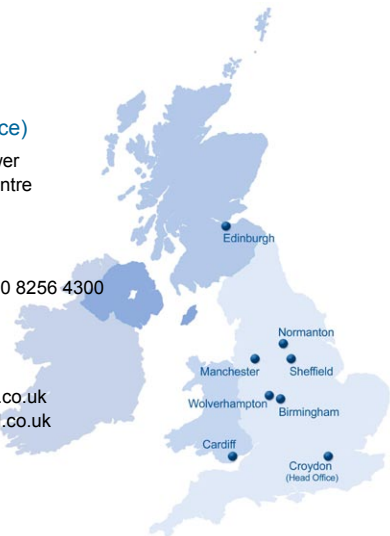 ce)
ver
ntre
0 8256 4300
.co.uk
.co.uk
Edinburgh
Normanton
Manchester
Sheffield
Wolverhampton
Birmingham
Cardiff
Croydon
(Head Office)